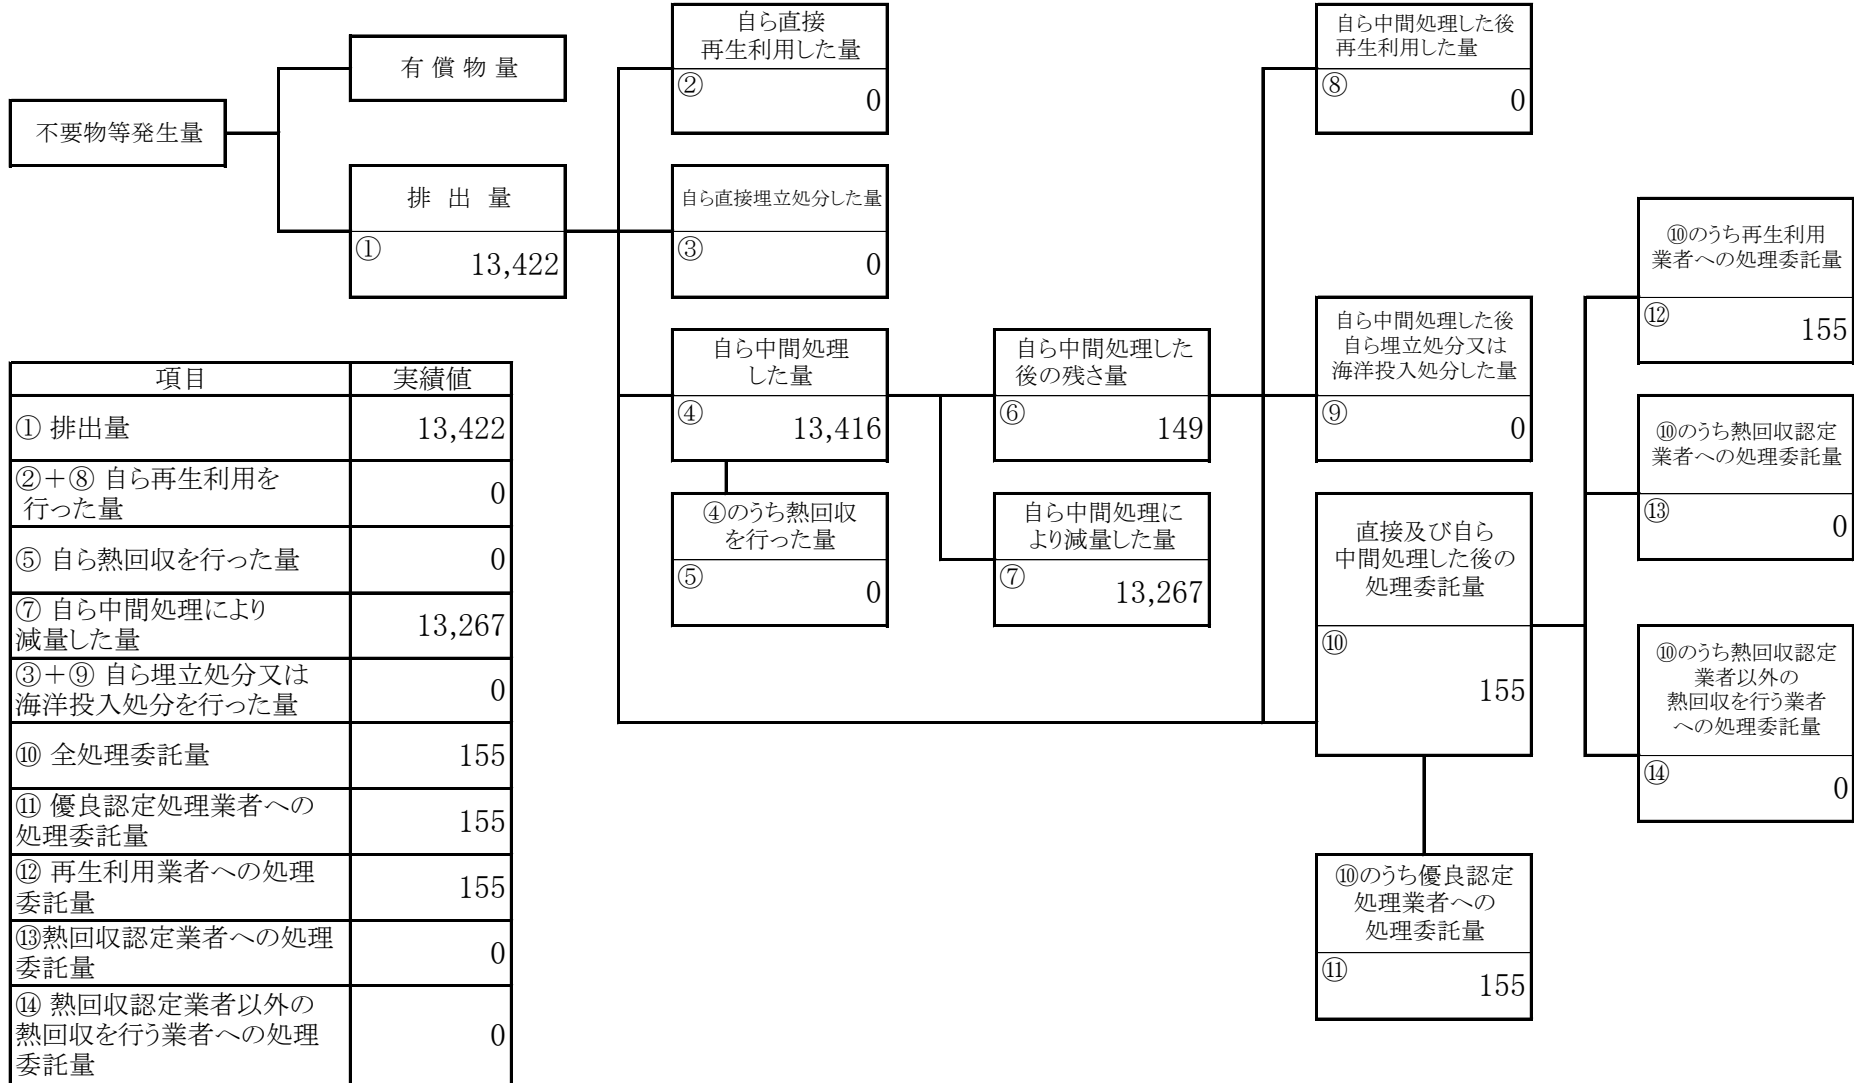 不要物等発生量
有 償 物 量
排 出 量
①
13,422
自ら直接
再生利用した量
②
0
自ら直接埋立処分した量
③
0
自ら中間処理
した量
④
13,416
④のうち熱回収
を行った量
⑤
0
自ら中間処理した
後の残さ量
⑥
149
自ら中間処理に
より減量した量
⑦
13,267
自ら中間処理した後
再生利用した量
⑧
0
自ら中間処理した後
自ら埋立処分又は
海洋投入処分した量
⑨
0
直接及び自ら
中間処理した後の
処理委託量
⑩
155
⑩のうち優良認定
処理業者への
処理委託量
⑪
155
⑩のうち再生利用
業者への処理委託量
⑫
155
⑩のうち熱回収認定
業者への処理委託量
⑬
0
⑩のうち熱回収認定
業者以外の
熱回収を行う業者
への処理委託量
⑭
0
項目 実績値
① 排出量 13,422
②＋⑧ 自ら再生利用を
行った量 0
⑤ 自ら熱回収を行った量 0
⑦ 自ら中間処理により
減量した量 13,267
③＋⑨ 自ら埋立処分又は
海洋投入処分を行った量 0
⑩ 全処理委託量 155
⑪ 優良認定処理業者への
処理委託量 155
⑫ 再生利用業者への処理
委託量 155
⑬熱回収認定業者への処理
委託量 0
⑭ 熱回収認定業者以外の
熱回収を行う業者への処理
委託量 0